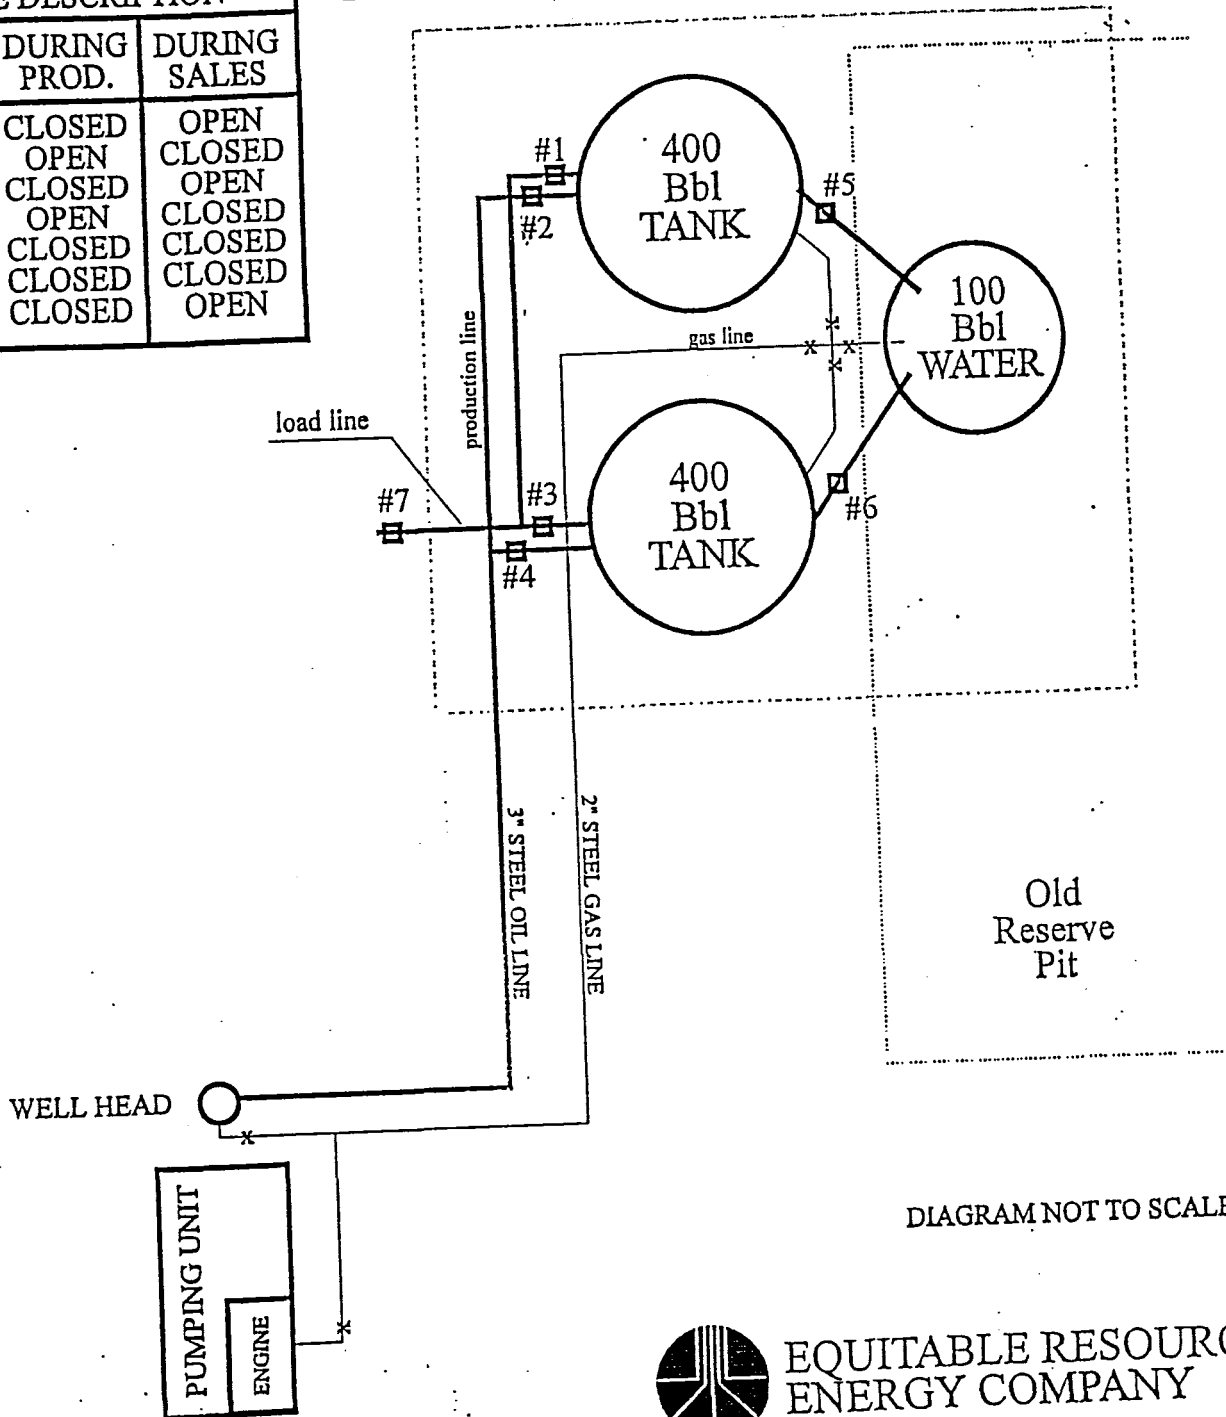 E DESCRIPTION
DURING PROD.
DURING SALES
CLOSED OPEN
OPEN CLOSED
CLOSED OPEN
OPEN CLOSED
CLOSED CLOSED
CLOSED CLOSED
CLOSED OPEN
#1
#2
400
Bbl
TANK
#5
100
Bbl
WATER
gas line
production line
load line
#7
#3
#4
400
Bbl
TANK
#6
3" STEEL OIL LINE
2" STEEL GAS LINE
Old
Reserve
Pit
WELL HEAD
PUMPING UNIT
ENGINE
DIAGRAM NOT TO SCALE
EQUITABLE RESOURC
ENERGY COMPANY